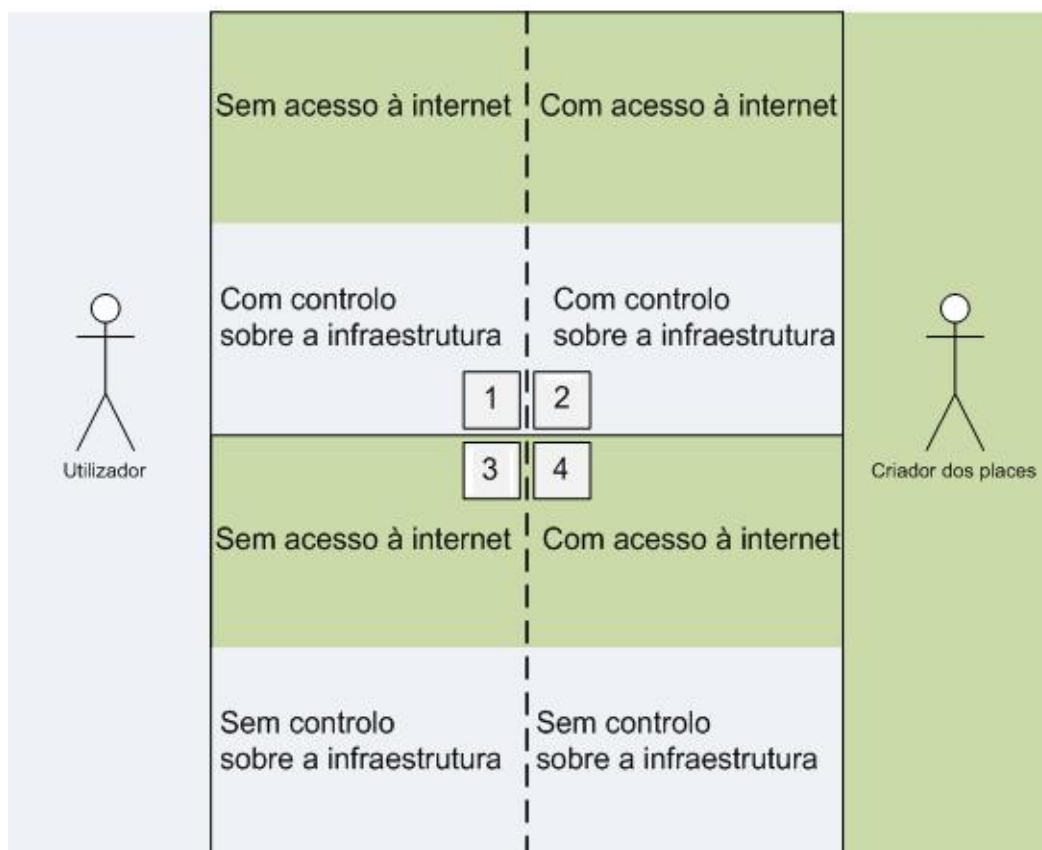 Sem acesso à internet
Com acesso à internet
Com controlo
sobre a infraestrutura
Com controlo
sobre a infraestrutura
1
2
Utilizador
3
4
Criador dos places
Sem acesso à internet
Com acesso à internet
Sem controlo
sobre a infraestrutura
Sem controlo
sobre a infraestrutura